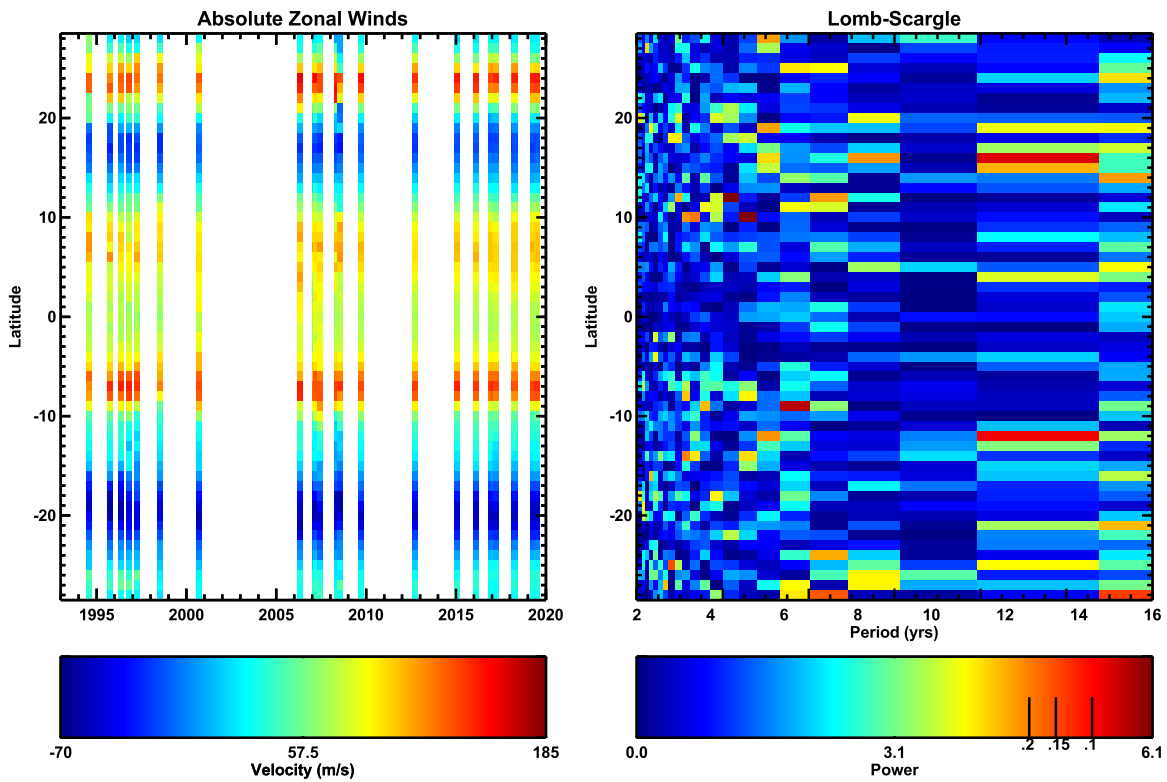 Absolute Zonal Winds
Latitude
20
10
0
-10
-20
1995 2000 2005 2010 2015 2020
-70 57.5 185
Velocity (m/s)
Lomb-Scargle
Latitude
20
10
0
-10
-20
2 4 6 8 10 12 14 16
Period (yrs)
.2 .15 .1
0.0 3.1 6.1
Power